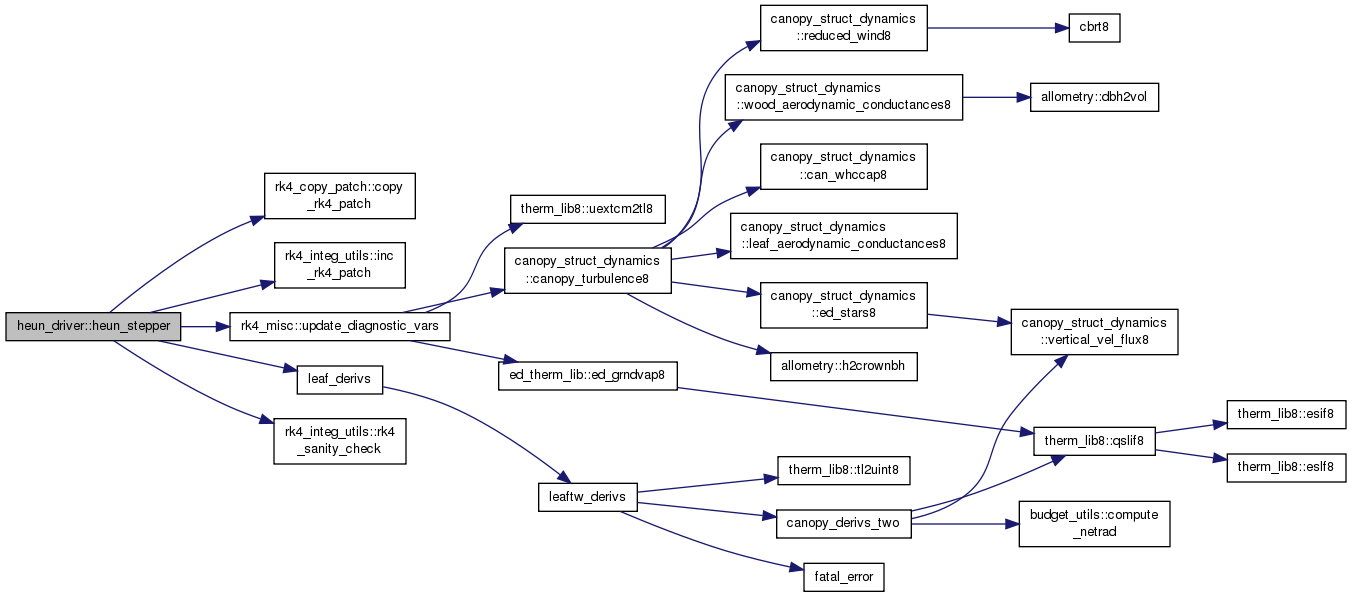 heun_driver::heun_stepper
rk4_copy_patch::copy
_rk4_patch
rk4_integ_utils::inc
_rk4_patch
rk4_misc::update_diagnostic_vars
leaf_derivs
rk4_integ_utils::rk4
_sanity_check
therm_lib8::uextcm2tl8
canopy_struct_dynamics
::canopy_turbulence8
ed_therm_lib::ed_grndvap8
leaftw_derivs
canopy_struct_dynamics
::reduced_wind8
canopy_struct_dynamics
::wood_aerodynamic_conductances8
canopy_struct_dynamics
::can_whccap8
canopy_struct_dynamics
::leaf_aerodynamic_conductances8
canopy_struct_dynamics
::ed_stars8
allometry::h2crownbh
therm_lib8::tl2uint8
canopy_derivs_two
fatal_error
cbrt8
allometry::dbh2vol
canopy_struct_dynamics
::vertical_vel_flux8
therm_lib8::qslif8
budget_utils::compute
_netrad
therm_lib8::esif8
therm_lib8::eslf8